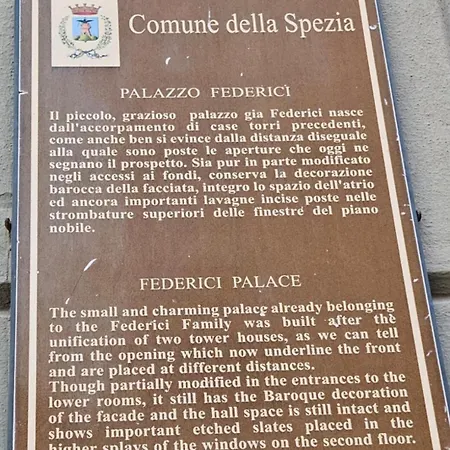 Comune della Spezia
PALAZZO FEDERICI
Il piccolo, grazioso palazzo gia Federici nasce
dall'accorpamento di case torri precedenti,
come anche ben si evince dalla distanza diseguale
alla quale sono poste le aperture che oggi ne
segnano il prospetto. Sia pur in parte modificato
negli accessi ai fondi, conserva la decorazione
barocca della facciata, integro lo spazio dell'atrio
ed ancora importanti lavagne incise poste nelle
strombature superiori delle finestre del piano
nobile.
FEDERICI PALACE
The small and charming palace already belonging
to the Federici Family was built after the
unification of two tower houses, as we can tell
from the opening which now underline the front
and are placed at different distances.
Though partially modified in the entrances to the
lower rooms, it still has the Baroque decoration
of the facade and the hall space is still intact and
shows important etched slates placed in the
higher splays of the windows on the second floor.